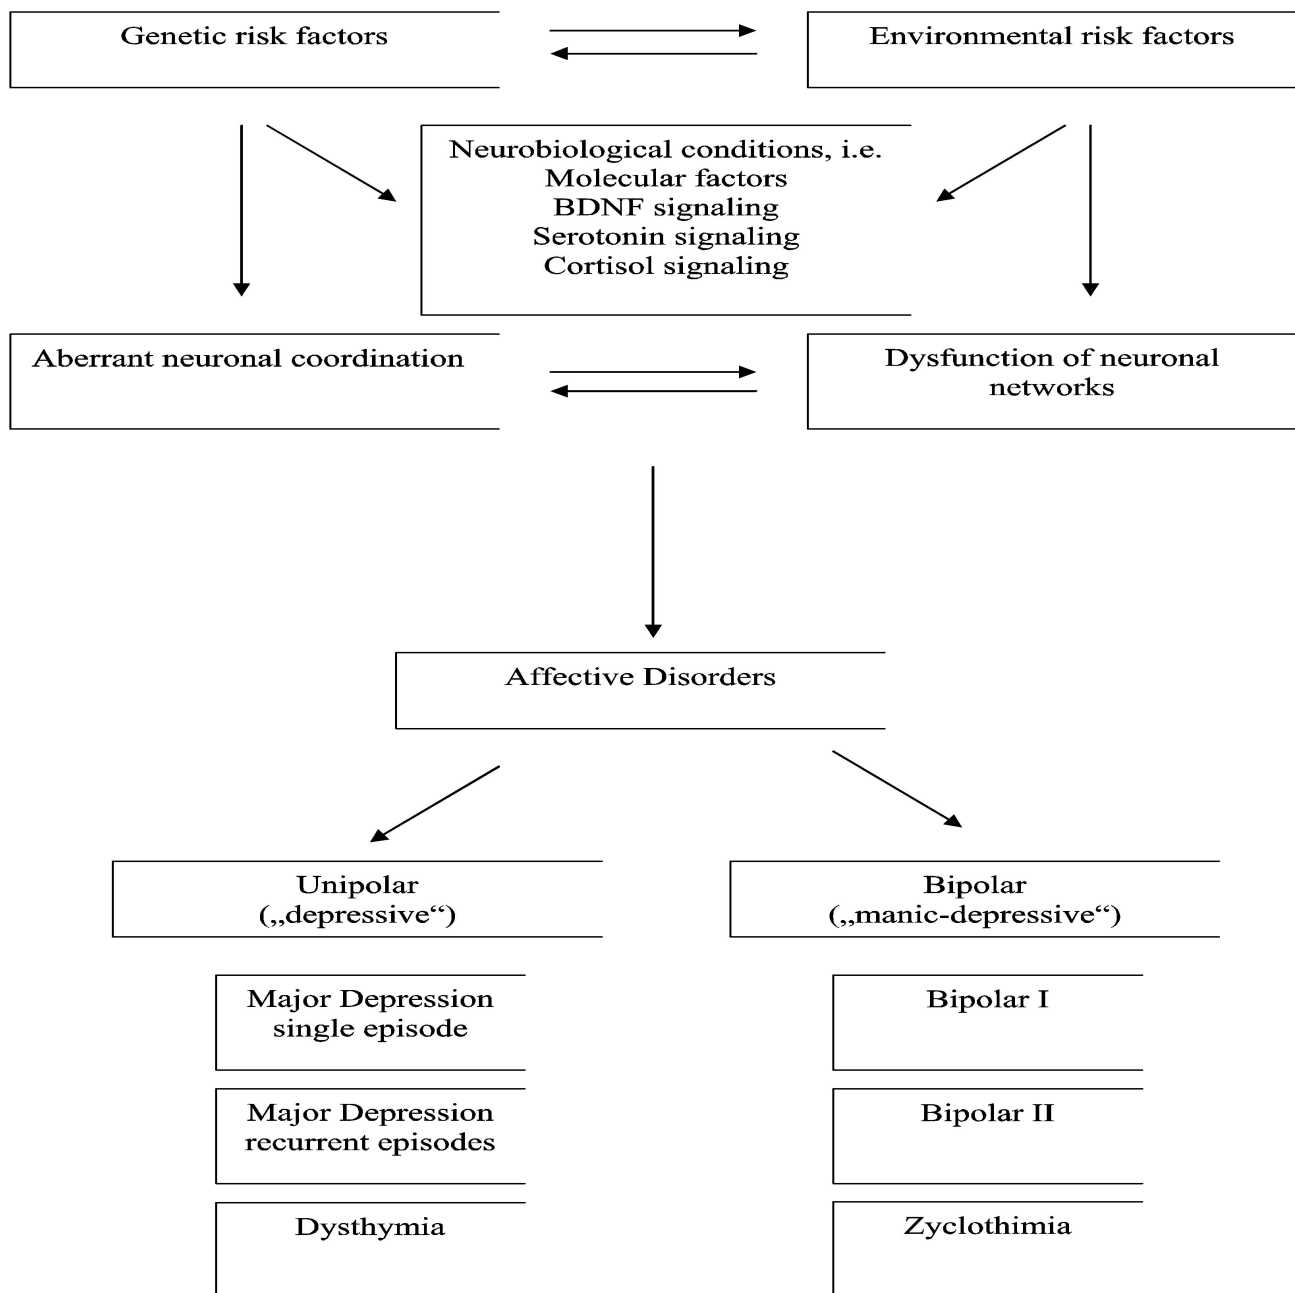 Genetic risk factors
Environmental risk factors
Neurobiological conditions, i.e.
Molecular factors
BDNF signaling
Serotonin signaling
Cortisol signaling
Aberrant neuronal coordination
Dysfunction of neuronal
networks
Affective Disorders
Unipolar
(„depressive“)
Bipolar
(„manic-depressive“)
Major Depression
single episode
Bipolar I
Major Depression
recurrent episodes
Bipolar II
Dysthymia
Zyclothimia